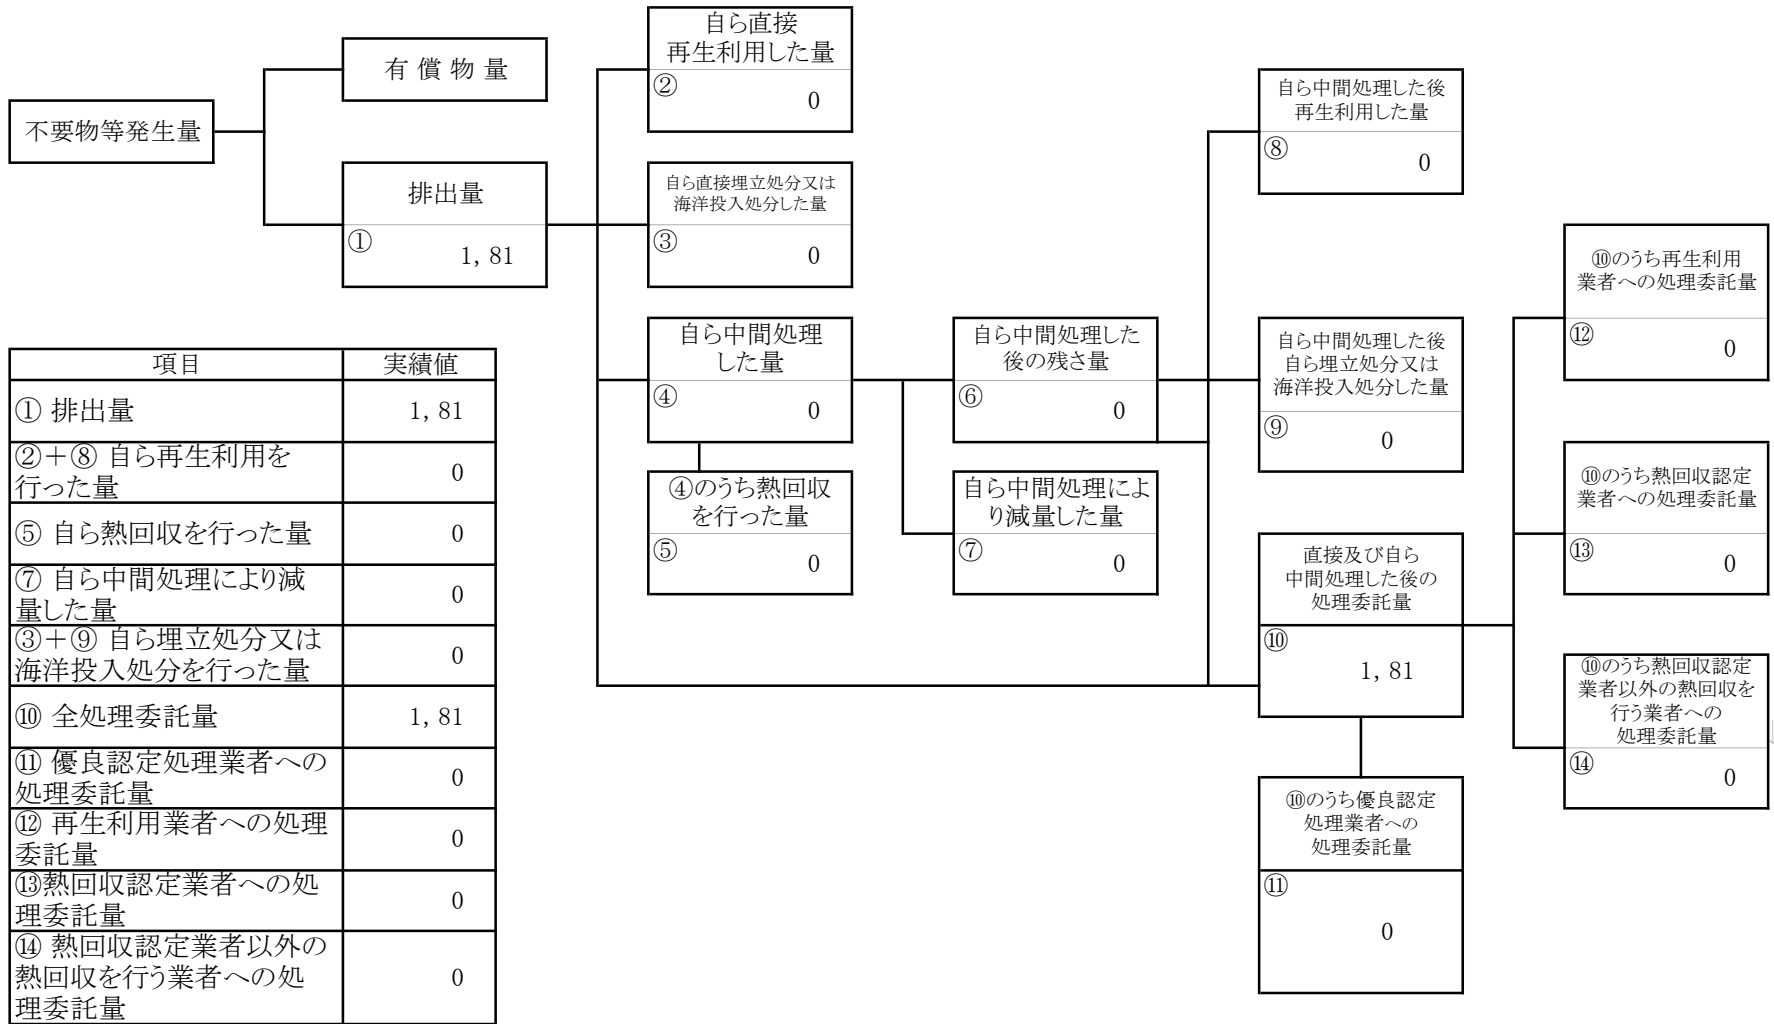 不要物等発生量
有 償 物 量
排出量
①
1, 81
自ら直接
再生利用した量
②
0
自ら直接埋立処分又は
海洋投入処分した量
③
0
自ら中間処理
した量
④
0
④のうち熱回収
を行った量
⑤
0
自ら中間処理した
後の残さ量
⑥
0
自ら中間処理によ
り減量した量
⑦
0
自ら中間処理した後
再生利用した量
⑧
0
自ら中間処理した後
自ら埋立処分又は
海洋投入処分した量
⑨
0
直接及び自ら
中間処理した後の
処理委託量
⑩
1, 81
⑩のうち優良認定
処理業者への
処理委託量
⑪
0
⑩のうち再生利用
業者への処理委託量
⑫
0
⑩のうち熱回収認定
業者への処理委託量
⑬
0
⑩のうち熱回収認定
業者以外の熱回収を
行う業者への
処理委託量
⑭
0
項目 実績値
① 排出量 1, 81
②＋⑧ 自ら再生利用を
行った量 0
⑤ 自ら熱回収を行った量 0
⑦ 自ら中間処理により減
量した量 0
③＋⑨ 自ら埋立処分又は
海洋投入処分を行った量 0
⑩ 全処理委託量 1, 81
⑪ 優良認定処理業者への
処理委託量 0
⑫ 再生利用業者への処理
委託量 0
⑬熱回収認定業者への処
理委託量 0
⑭ 熱回収認定業者以外の
熱回収を行う業者への処
理委託量 0